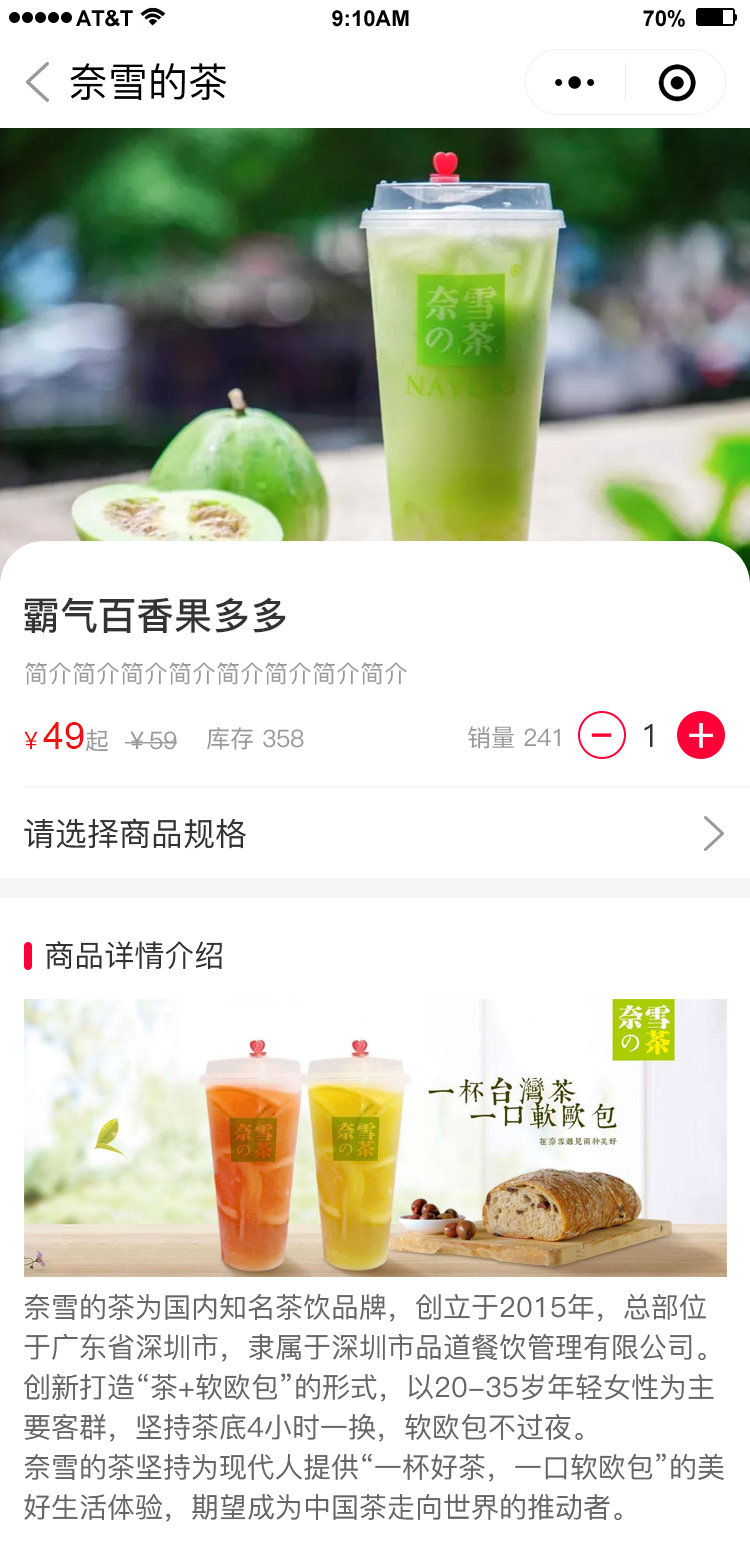 AT&T 9:10AM 70%
奈雪的茶
奈雪
の茶
霸气百香果多多
简介简介简介简介简介简介简介简介
¥49起 ¥59 库存 358 销量 241 1
请选择商品规格
商品详情介绍
奈雪
の茶
一杯台灣茶
一口軟歐包
在奈雪遇見兩种美好
奈雪
の茶
奈雪
の茶
奈雪的茶为国内知名茶饮品牌，创立于2015年，总部位
于广东省深圳市，隶属于深圳市品道餐饮管理有限公司。
创新打造“茶+软欧包”的形式，以20-35岁年轻女性为主
要客群，坚持茶底4小时一换，软欧包不过夜。
奈雪的茶坚持为现代人提供“一杯好茶，一口软欧包”的美
好生活体验，期望成为中国茶走向世界的推动者。